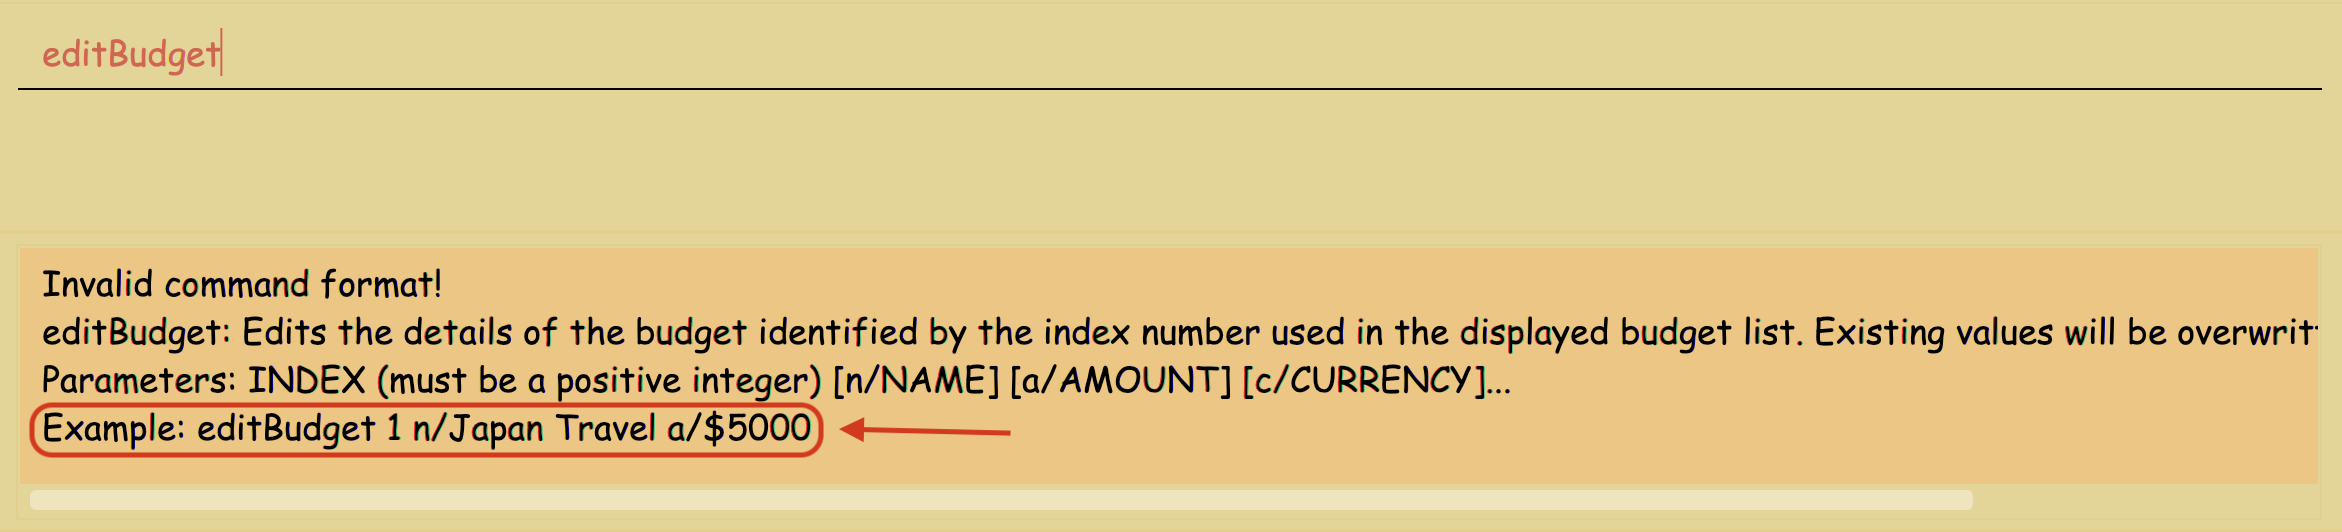 editBudget
Invalid command format!
editBudget: Edits the details of the budget identified by the index number used in the displayed budget list. Existing values will be
Parameters: INDEX (must be a positive integer) [n/NAME] [a/AMOUNT] [c/CURRENCY]...
Example: editBudget 1 n/Japan Travel a/$5000